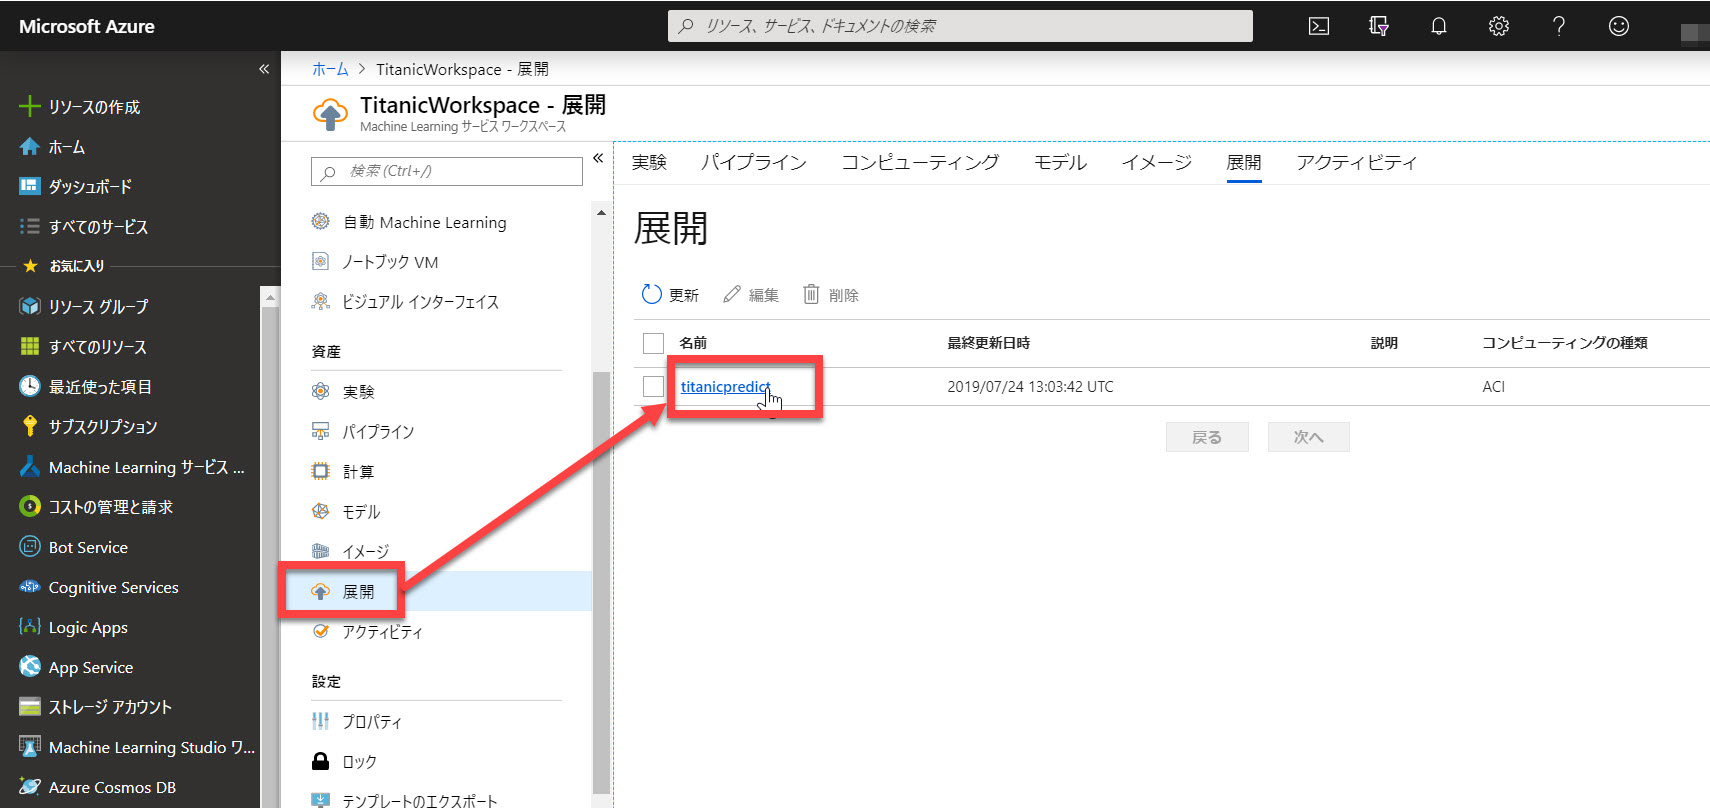 Microsoft Azure
リソース、サービス、ドキュメントの検索
リソースの作成
ホーム
ダッシュボード
すべてのサービス
お気に入り
リソース グループ
すべてのリソース
最近使った項目
サブスクリプション
Machine Learning サービス ...
コストの管理と請求
Bot Service
Cognitive Services
Logic Apps
App Service
ストレージ アカウント
Machine Learning Studio ワ...
Azure Cosmos DB
ホーム > TitanicWorkspace - 展開
TitanicWorkspace - 展開
Machine Learning サービス ワークスペース
検索 (Ctrl+/)
自動 Machine Learning
ノートブック VM
ビジュアル インターフェイス
資産
実験
パイプライン
計算
モデル
イメージ
展開
アクティビティ
設定
プロパティ
ロック
テンプレートのエクスポート
実験 パイプライン コンピューティング モデル イメージ 展開 アクティビティ
展開
更新 編集 削除
名前 最終更新日時 説明 コンピューティングの種類
titanicpredict 2019/07/24 13:03:42 UTC ACI
戻る 次へ